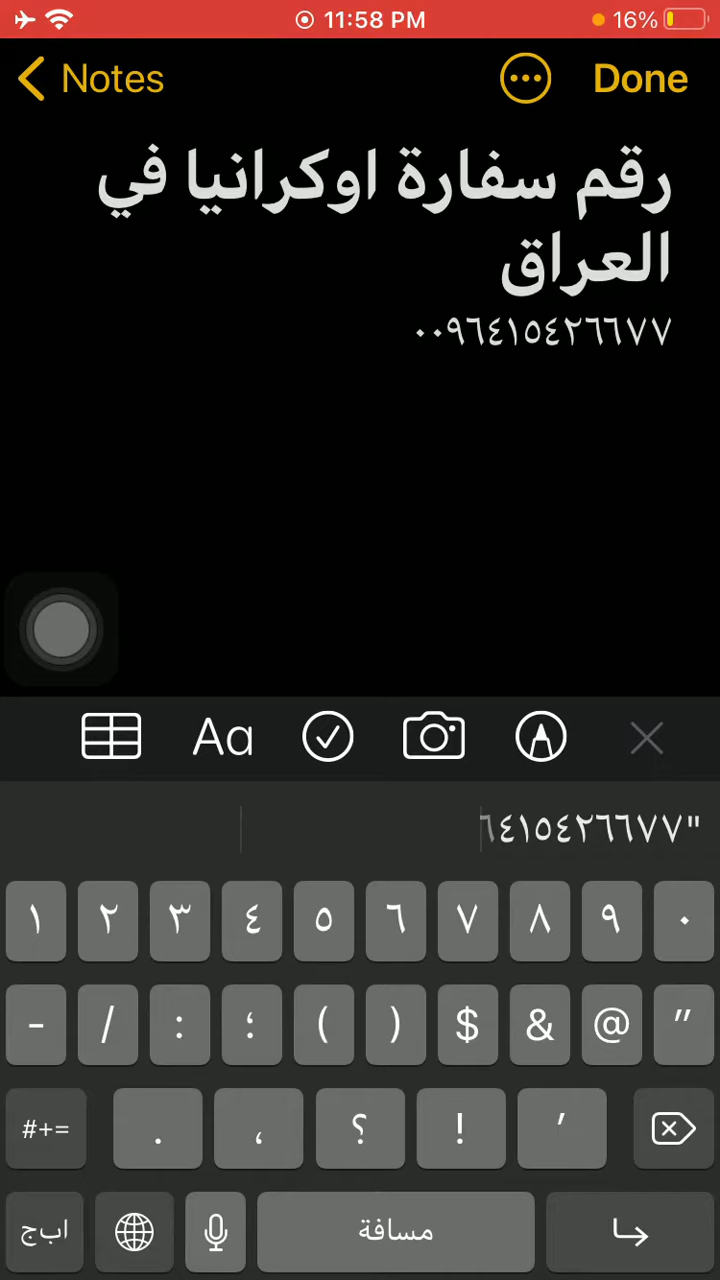 11:58 PM
16%
Notes
Done
رقم سفارة اوكرانيا في
العراق
٠٠٩٦٤١٥٤٢٦٦٧٧
٦٤١٥٤٢٦٦٧٧"
١ ٢ ٣ ٤ ٥ ٦ ٧ ٨ ٩ ٠
- / : ؛ ( ) $ & @ "
#+= . ، ؟ ! '
اب‌ج مسافة